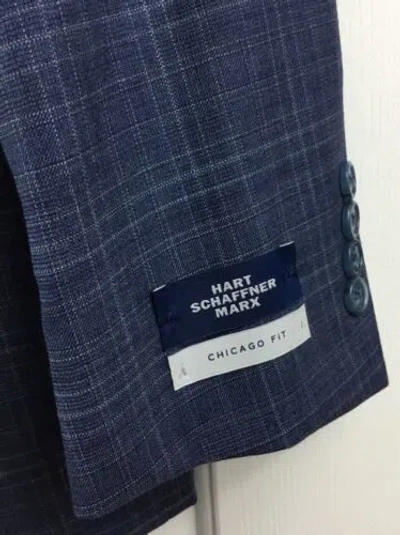 HART
SCHAFFNER
MARX
CHICAGO FIT